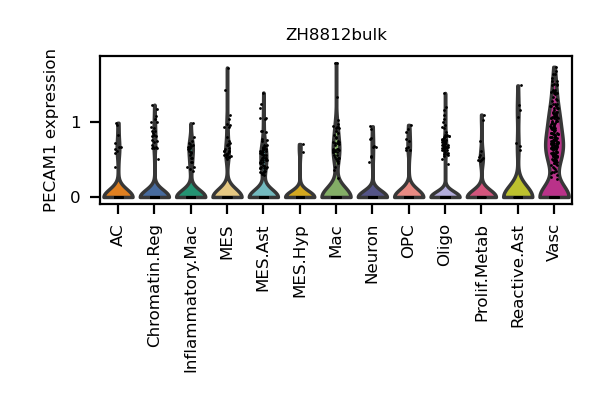 ZH8812bulk
PECAM1 expression
1
0
AC
Chromatin.Reg
Inflammatory.Mac
MES
MES.Ast
MES.Hyp
Mac
Neuron
OPC
Oligo
Prolif.Metab
Reactive.Ast
Vasc